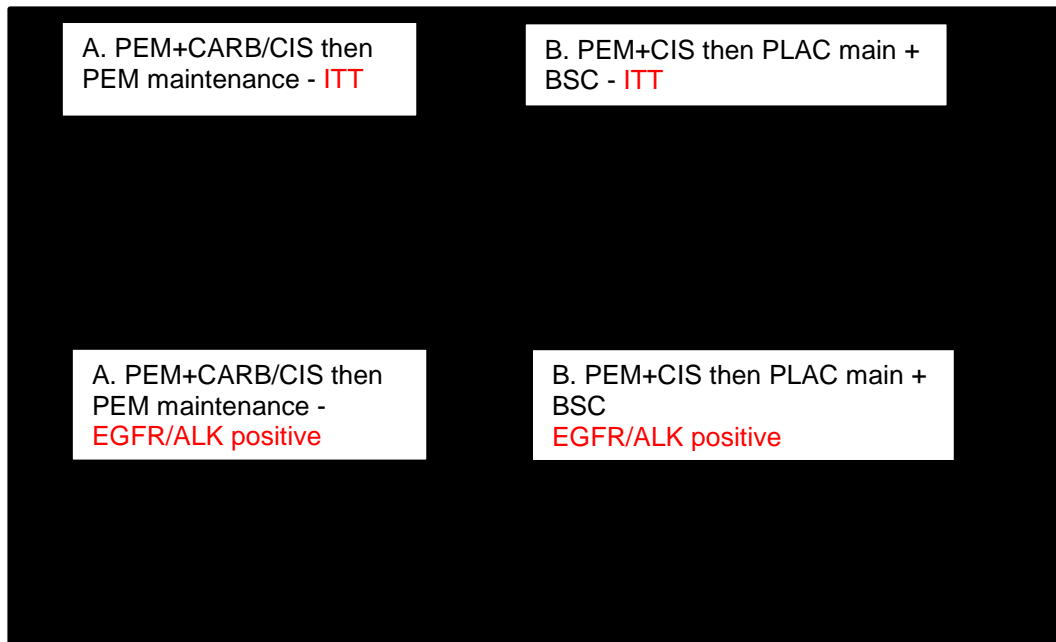 A. PEM+CARB/CIS then
PEM maintenance - ITT
B. PEM+CIS then PLAC main +
BSC - ITT
A. PEM+CARB/CIS then
PEM maintenance -
EGFR/ALK positive
B. PEM+CIS then PLAC main +
BSC
EGFR/ALK positive